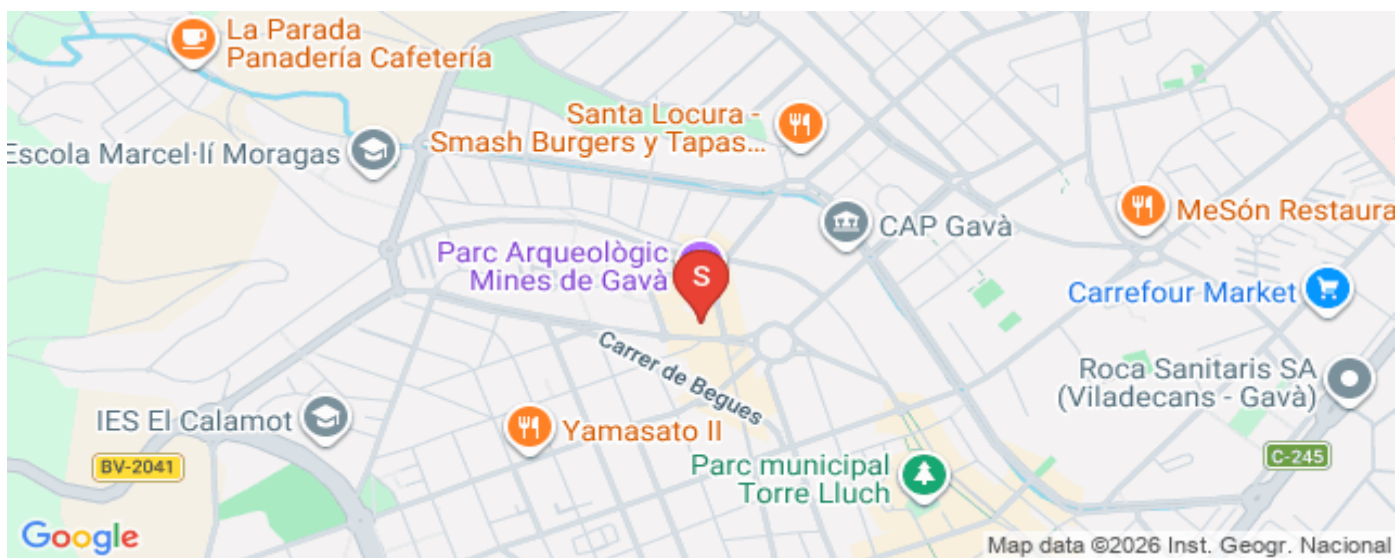 La Parada
Panadería Cafetería
Santa Locura -
Smash Burgers y Tapas...
Escola Marcel·lí Moragas
MeSón Restaura
CAP Gavà
Parc Arqueològic
Mines de Gavà
S
Carrefour Market
Carrer de Begues
Roca Sanitaris SA
(Viladecans - Gavà)
IES El Calamot
Yamasato II
BV-2041
C-245
Parc municipal
Torre Lluch
Google
Map data ©2026 Inst. Geogr. Nacional